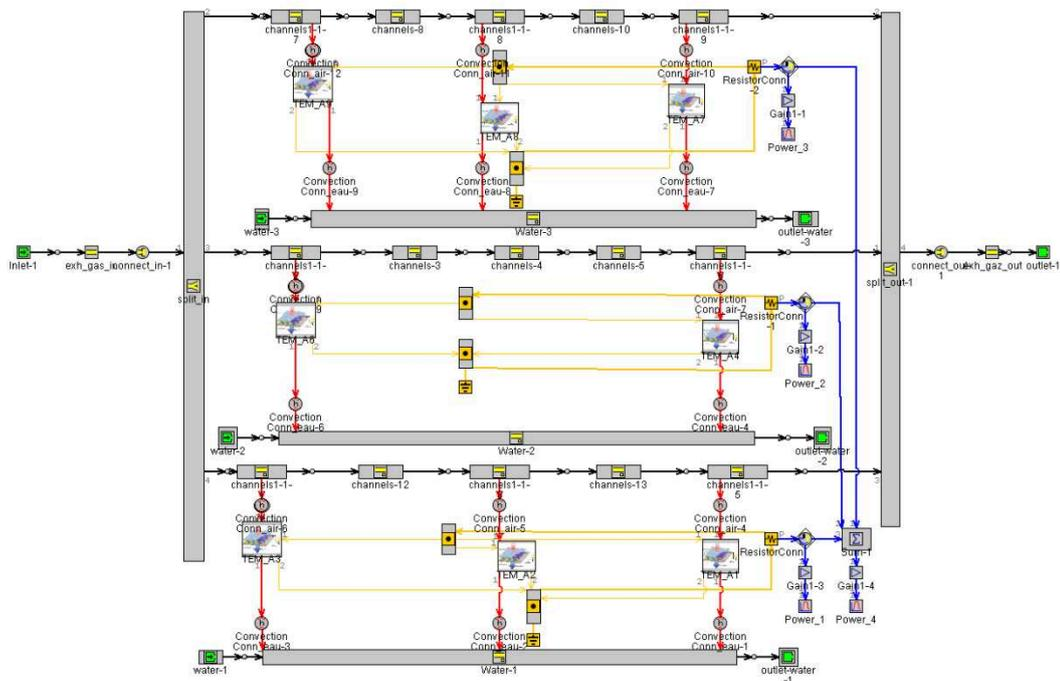 channels1-1-7
channels-8
channels1-1-8
channels-10
channels1-1-9
Convection
Conn_air-12
Convection
Conn_air-11
Convection
Conn_air-10
ResistorConn
-2
TEM_A9
TEM_A8
TEM_A7
Gain1-1
Power_3
Convection
Conn_eau-9
Convection
Conn_eau-8
Convection
Conn_eau-7
water-3
Water-3
outlet-water
-3
Inlet-1
exh_gas_in
connect_in-1
split_in
channels1-1-
channels-3
channels-4
channels-5
channels1-1-
split_out-1
connect_out-
1
exh_gaz_out
outlet-1
Convection
Conn_air-9
Convection
Conn_air-7
ResistorConn
-1
TEM_A6
TEM_A4
Gain1-2
Power_2
Convection
Conn_eau-6
Convection
Conn_eau-4
water-2
Water-2
outlet-water
-2
channels1-1-
channels-12
channels1-1-
channels-13
channels1-1-
5
Convection
Conn_air-6
Convection
Conn_air-5
Convection
Conn_air-4
ResistorConn
TEM_A3
TEM_A2
TEM_A1
Sum-1
Gain1-3
Gain1-4
Power_1
Power_4
Convection
Conn_eau-3
Convection
Conn_eau-2
Convection
Conn_eau-1
water-1
Water-1
outlet-water
-1